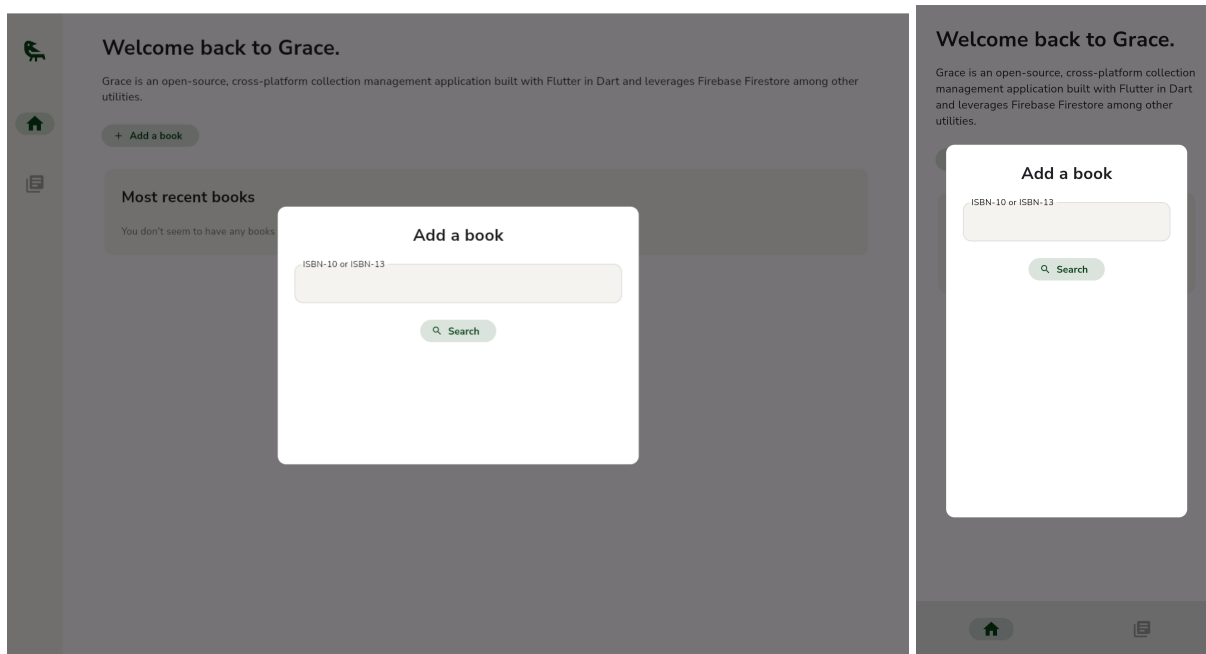 Welcome back to Grace.
Grace is an open-source, cross-platform collection management application built with Flutter in Dart and leverages Firebase Firestore among other
utilities.
+ Add a book
Most recent books
You don't seem to have any books
Add a book
ISBN-10 or ISBN-13
Search
Welcome back to Grace.
Grace is an open-source, cross-platform collection
management application built with Flutter in Dart
and leverages Firebase Firestore among other
utilities.
Add a book
ISBN-10 or ISBN-13
Search